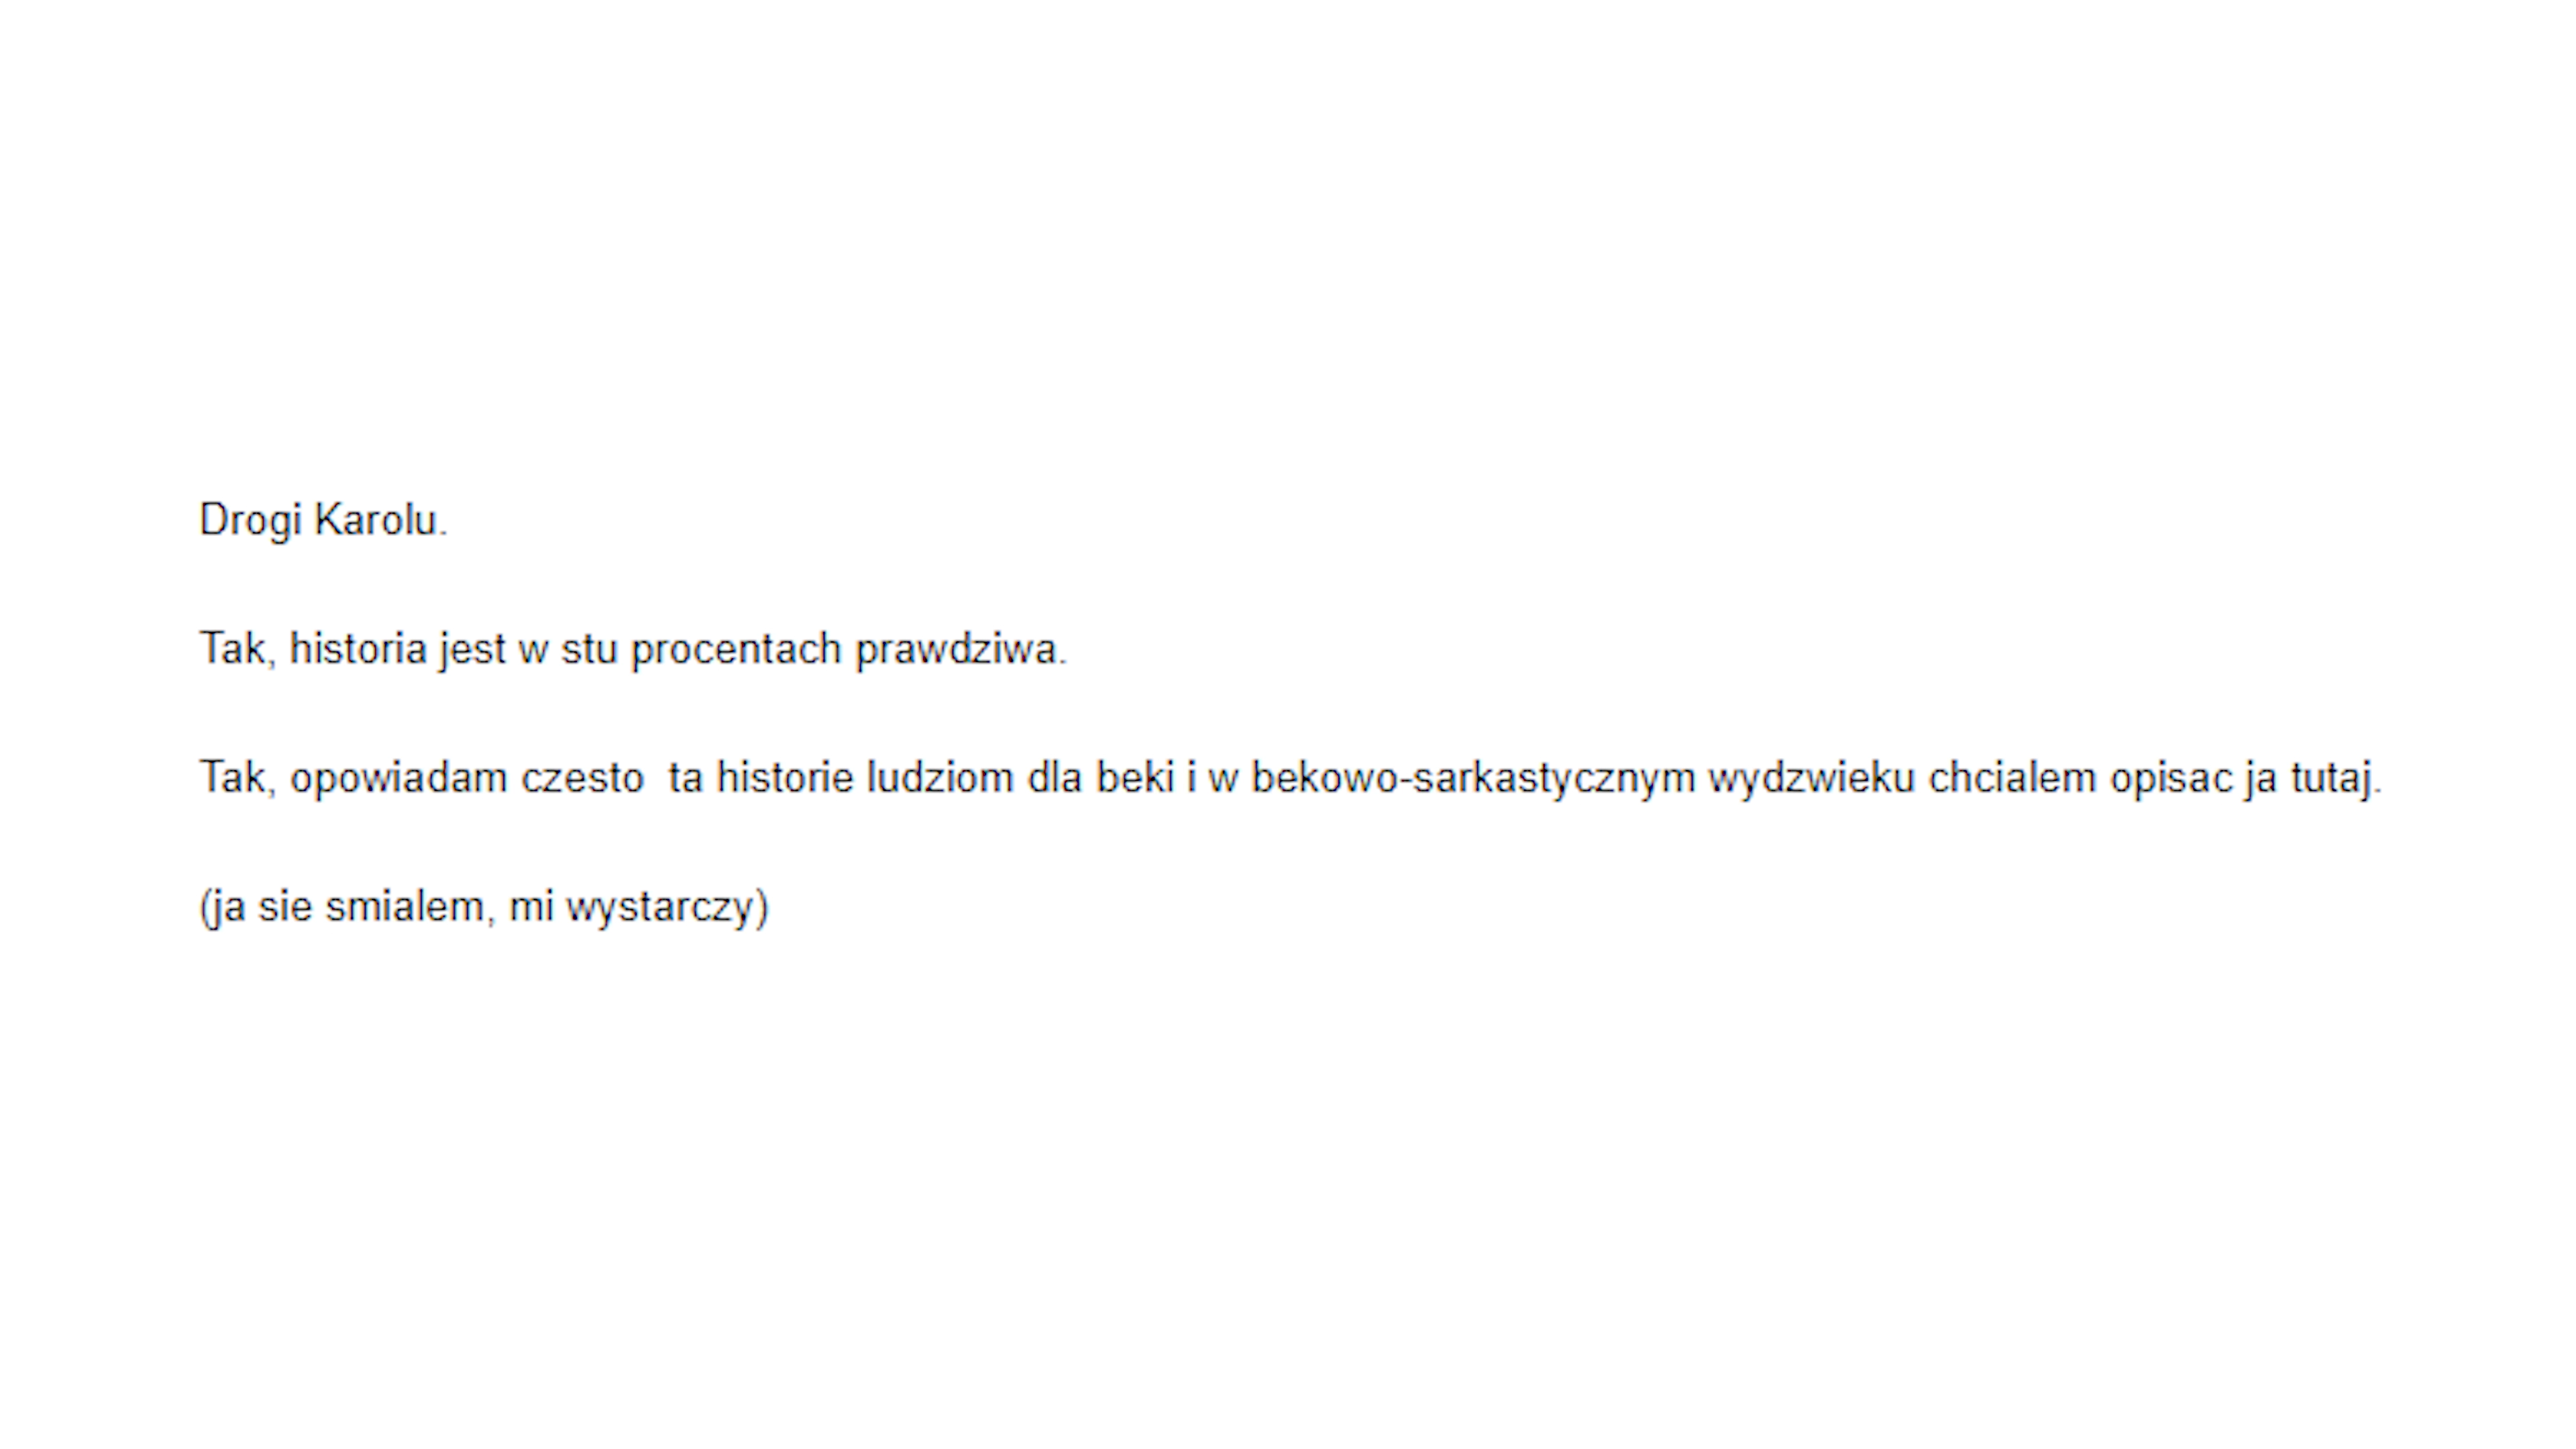 Drogi Karolu.
Tak, historia jest w stu procentach prawdziwa.
Tak, opowiadam czesto  ta historie ludziom dla beki i w bekowo-sarkastycznym wydzwieku chcialem opisac ja tutaj.
(ja sie smialem, mi wystarczy)